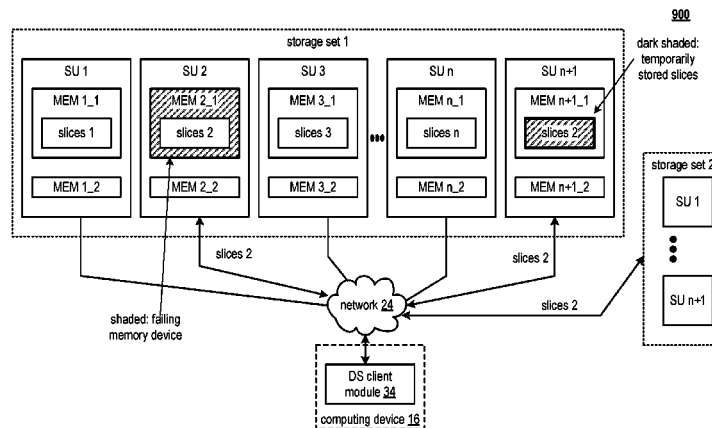 900
storage set 1
dark shaded:
temporarily
stored slices
SU 1
SU 2
SU 3
SU n
SU n+1
MEM 1_1
MEM 2_1
MEM 3_1
MEM n_1
MEM n+1_1
slices 1
slices 2
slices 3
•••
slices n
slices 2
MEM 1_2
MEM 2_2
MEM 3_2
MEM n_2
MEM n+1_2
storage set 2
SU 1
SU n+1
slices 2
slices 2
slices 2
network 24
shaded: failing
memory device
DS client
module 34
computing device 16